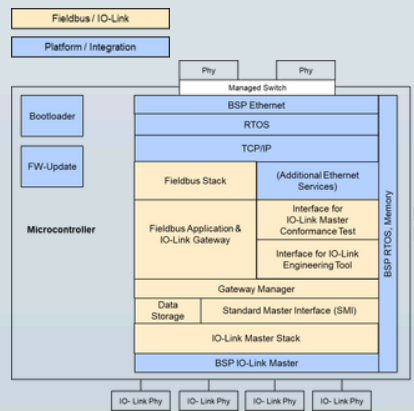 Fieldbus / IO-Link
Platform / Integration
Phy
Phy
Managed Switch
Bootloader
FW-Update
Microcontroller
BSP Ethernet
RTOS
TCP/IP
Fieldbus Stack
(Additional Ethernet
Services)
Fieldbus Application &
IO-Link Gateway
Interface for
IO-Link Master
Conformance Test
Interface for IO-Link
Engineering Tool
Gateway Manager
Data
Storage
Standard Master Interface (SMI)
IO-Link Master Stack
BSP IO-Link Master
BSP RTOS, Memory
IO- Link Phy
IO- Link Phy
IO- Link Phy
IO- Link Phy